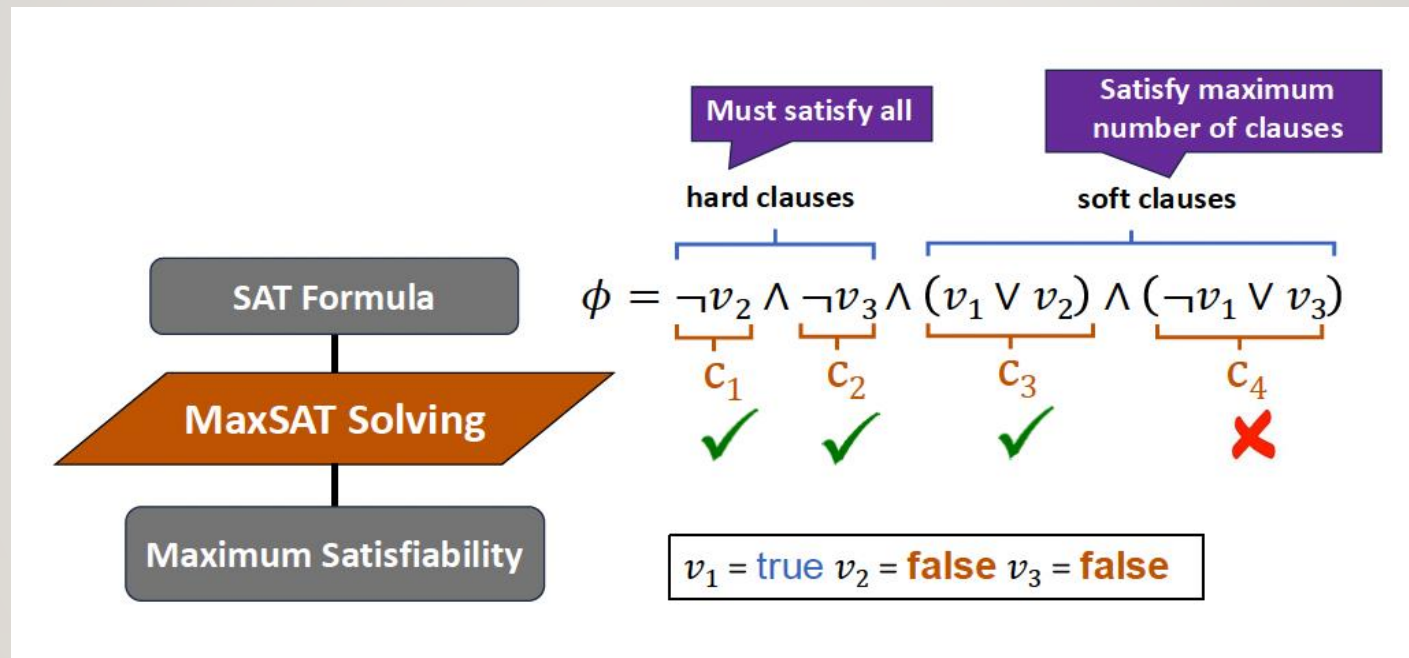 Must satisfy all
Satisfy maximum
number of clauses
hard clauses
soft clauses
SAT Formula
ϕ = ¬v₂ ∧ ¬v₃ ∧ (v₁ ∨ v₂) ∧ (¬v₁ ∨ v₃)
c₁ c₂ c₃ c₄
MaxSAT Solving
Maximum Satisfiability
v₁ = true v₂ = false v₃ = false